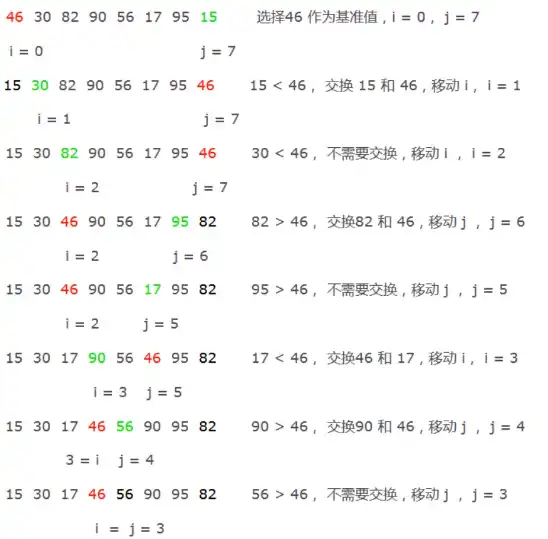 46 30 82 90 56 17 95 15 选择46 作为基准值 , i = 0 , j = 7
i = 0 j = 7
15 30 82 90 56 17 95 46 15 < 46 , 交换 15 和 46 , 移动 i , i = 1
i = 1 j = 7
15 30 82 90 56 17 95 46 30 < 46 , 不需要交换 , 移动 i , i = 2
i = 2 j = 7
15 30 46 90 56 17 95 82 82 > 46 , 交换82 和 46 , 移动 j , j = 6
i = 2 j = 6
15 30 46 90 56 17 95 82 95 > 46 , 不需要交换 , 移动 j , j = 5
i = 2 j = 5
15 30 17 90 56 46 95 82 17 < 46 , 交换46 和 17 , 移动 i , i = 3
i = 3 j = 5
15 30 17 46 56 90 95 82 90 > 46 , 交换90 和 46 , 移动 j , j = 4
3 = i j = 4
15 30 17 46 56 90 95 82 56 > 46 , 不需要交换 , 移动 j , j = 3
i = j = 3